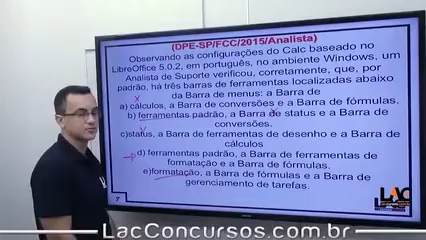 (DPE-SP/FCC/2015/Analista)
Observando as configurações do Calc baseado no
LibreOffice 5.0.2, em português, no ambiente Windows, um
Analista de Suporte verificou, corretamente, que, por
padrão, há três barras de ferramentas localizadas abaixo
da Barra de menus: a Barra de
a) cálculos, a Barra de conversões e a Barra de fórmulas.
b) ferramentas padrão, a Barra de status e a Barra de
conversões.
c)status, a Barra de ferramentas de desenho e a Barra de
cálculos
d) ferramentas padrão, a Barra de ferramentas de
formatação e a Barra de fórmulas.
e)formatação, a Barra de fórmulas e a Barra de
gerenciamento de tarefas.
7
LAC
LacConcursos.com.br